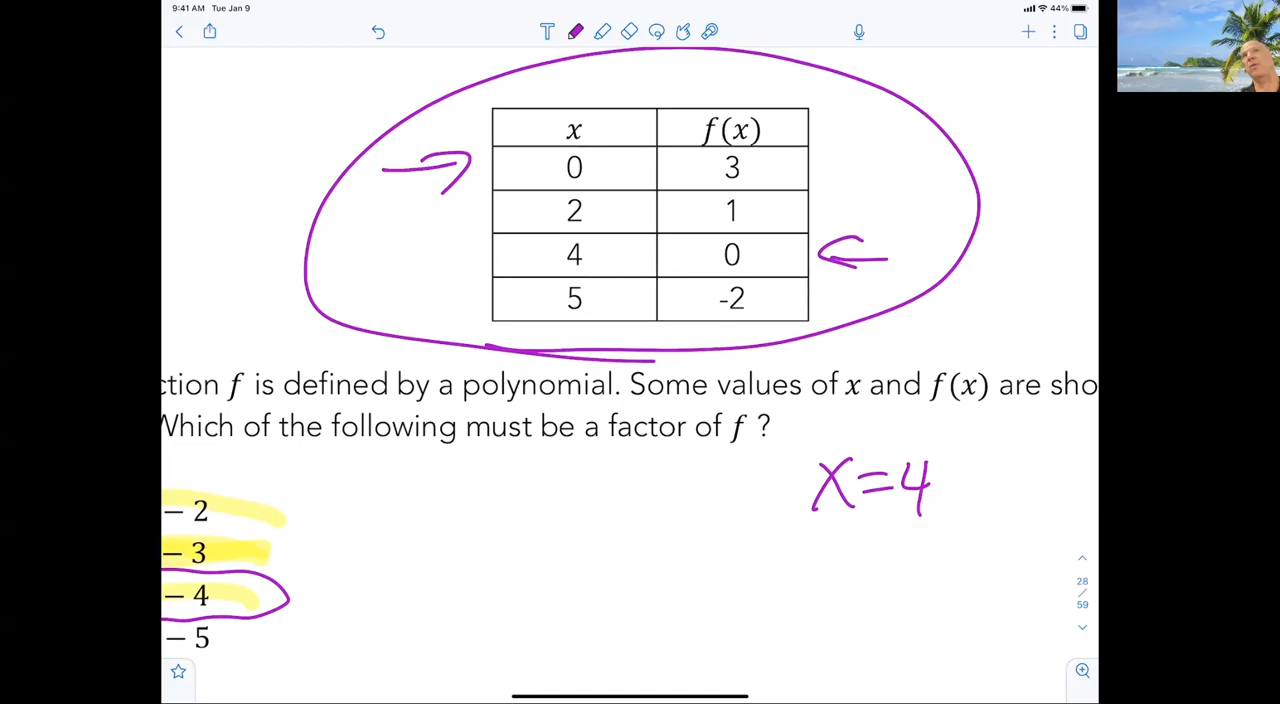 9:41 AM Tue Jan 9
44%
x f(x)
0 3
2 1
4 0
5 -2
ction f is defined by a polynomial. Some values of x and f(x) are sho
Which of the following must be a factor of f ?
X=4
− 2
− 3
− 4
− 5
28
/
59